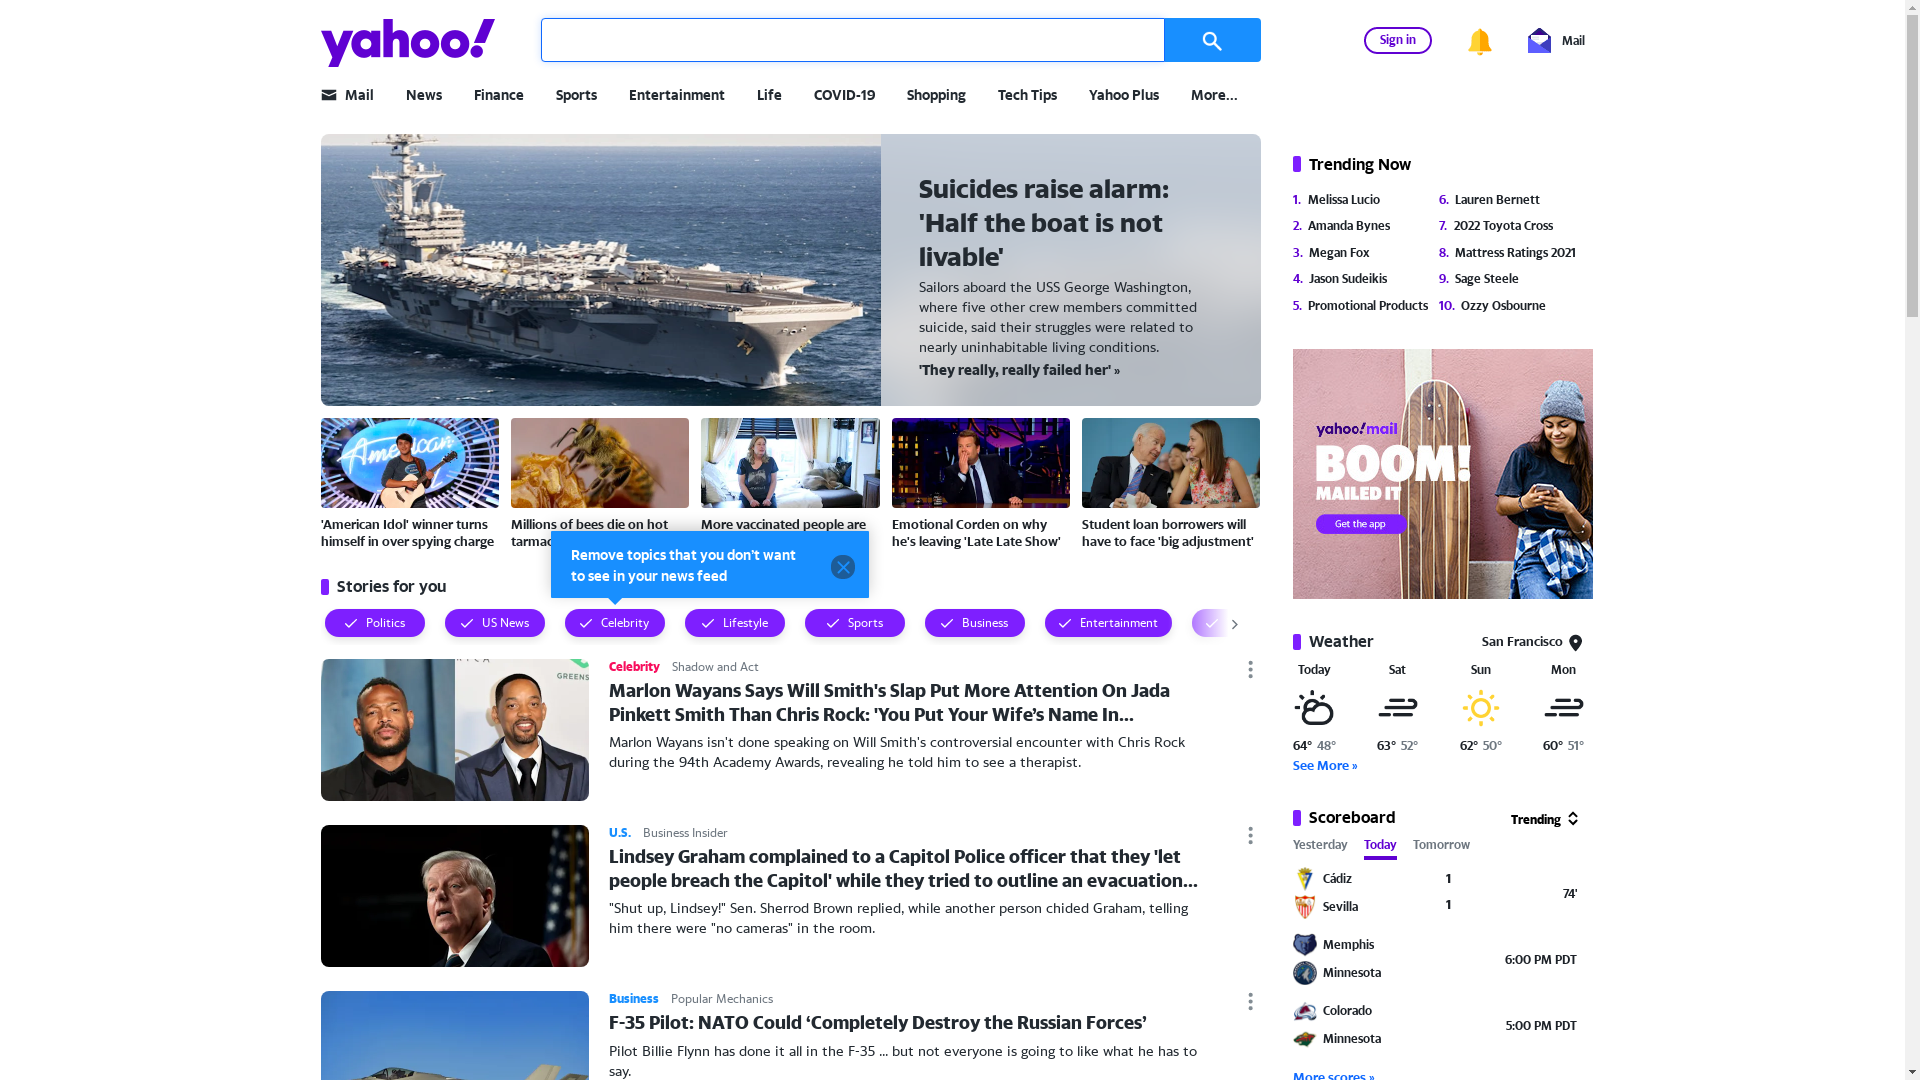 yahoo!
Sign in
Mail
Mail
News
Finance
Sports
Entertainment
Life
COVID-19
Shopping
Tech Tips
Yahoo Plus
More...
Suicides raise alarm:
'Half the boat is not
livable'
Sailors aboard the USS George Washington,
where five other crew members committed
suicide, said their struggles were related to
nearly uninhabitable living conditions.
'They really, really failed her' »
American
'American Idol' winner turns
himself in over spying charge
Millions of bees die on hot
More vaccinated people are
Emotional Corden on why
he's leaving 'Late Late Show'
Student loan borrowers will
have to face 'big adjustment'
Remove topics that you don't want
to see in your news feed
Stories for you
Politics
US News
Celebrity
Lifestyle
Sports
Business
Entertainment
GREENS
Celebrity Shadow and Act
Marlon Wayans Says Will Smith's Slap Put More Attention On Jada
Pinkett Smith Than Chris Rock: 'You Put Your Wife’s Name In...
Marlon Wayans isn't done speaking on Will Smith's controversial encounter with Chris Rock
during the 94th Academy Awards, revealing he told him to see a therapist.
U.S. Business Insider
Lindsey Graham complained to a Capitol Police officer that they 'let
people breach the Capitol' while they tried to outline an evacuation...
"Shut up, Lindsey!" Sen. Sherrod Brown replied, while another person chided Graham, telling
him there were "no cameras" in the room.
Business Popular Mechanics
F-35 Pilot: NATO Could ‘Completely Destroy the Russian Forces’
Pilot Billie Flynn has done it all in the F-35 ... but not everyone is going to like what he has to
say.
Trending Now
1. Melissa Lucio
2. Amanda Bynes
3. Megan Fox
4. Jason Sudeikis
5. Promotional Products
6. Lauren Bernett
7. 2022 Toyota Cross
8. Mattress Ratings 2021
9. Sage Steele
10. Ozzy Osbourne
yahoo!mail
BOOM!
MAILED IT
Get the app
Weather San Francisco
Today Sat Sun Mon
64° 48° 63° 52° 62° 50° 60° 51°
See More »
Scoreboard Trending
Yesterday Today Tomorrow
Cádiz 1
74'
Sevilla 1
Memphis
6:00 PM PDT
Minnesota
Colorado
5:00 PM PDT
Minnesota
More scores »